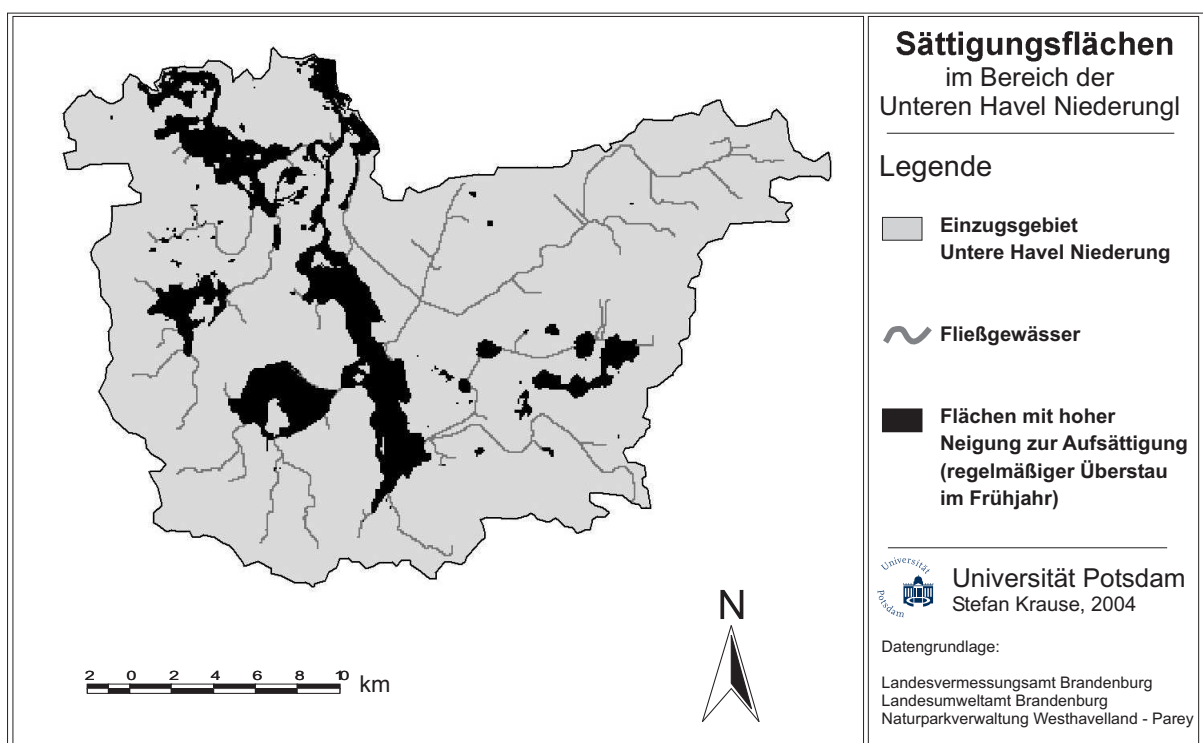 Sättigungsflächen
im Bereich der
Unteren Havel Niederungl
Legende
Einzugsgebiet
Untere Havel Niederung
Fließgewässer
Flächen mit hoher
Neigung zur Aufsättigung
(regelmäßiger Überstau
im Frühjahr)
Universität
Potsdam
Universität Potsdam
Stefan Krause, 2004
Datengrundlage:
Landesvermessungsamt Brandenburg
Landesumweltamt Brandenburg
Naturparkverwaltung Westhavelland - Parey
N
2 0 2 4 6 8 10 km